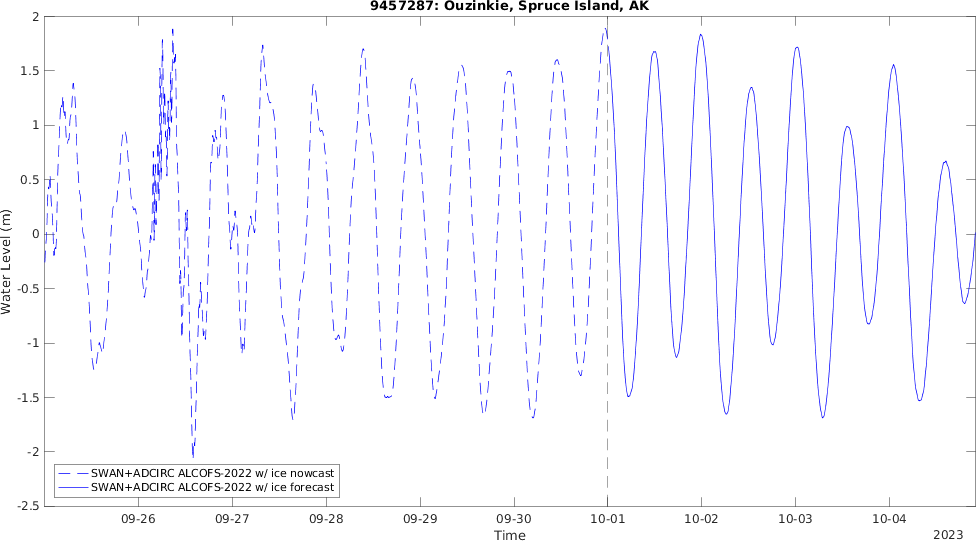 9457287: Ouzinkie, Spruce Island, AK
2
1.5
1
0.5
0
-0.5
-1
-1.5
-2
-2.5
Water Level (m)
SWAN+ADCIRC ALCOFS-2022 w/ ice nowcast
SWAN+ADCIRC ALCOFS-2022 w/ ice forecast
09-26 09-27 09-28 09-29 09-30 10-01 10-02 10-03 10-04
Time
2023